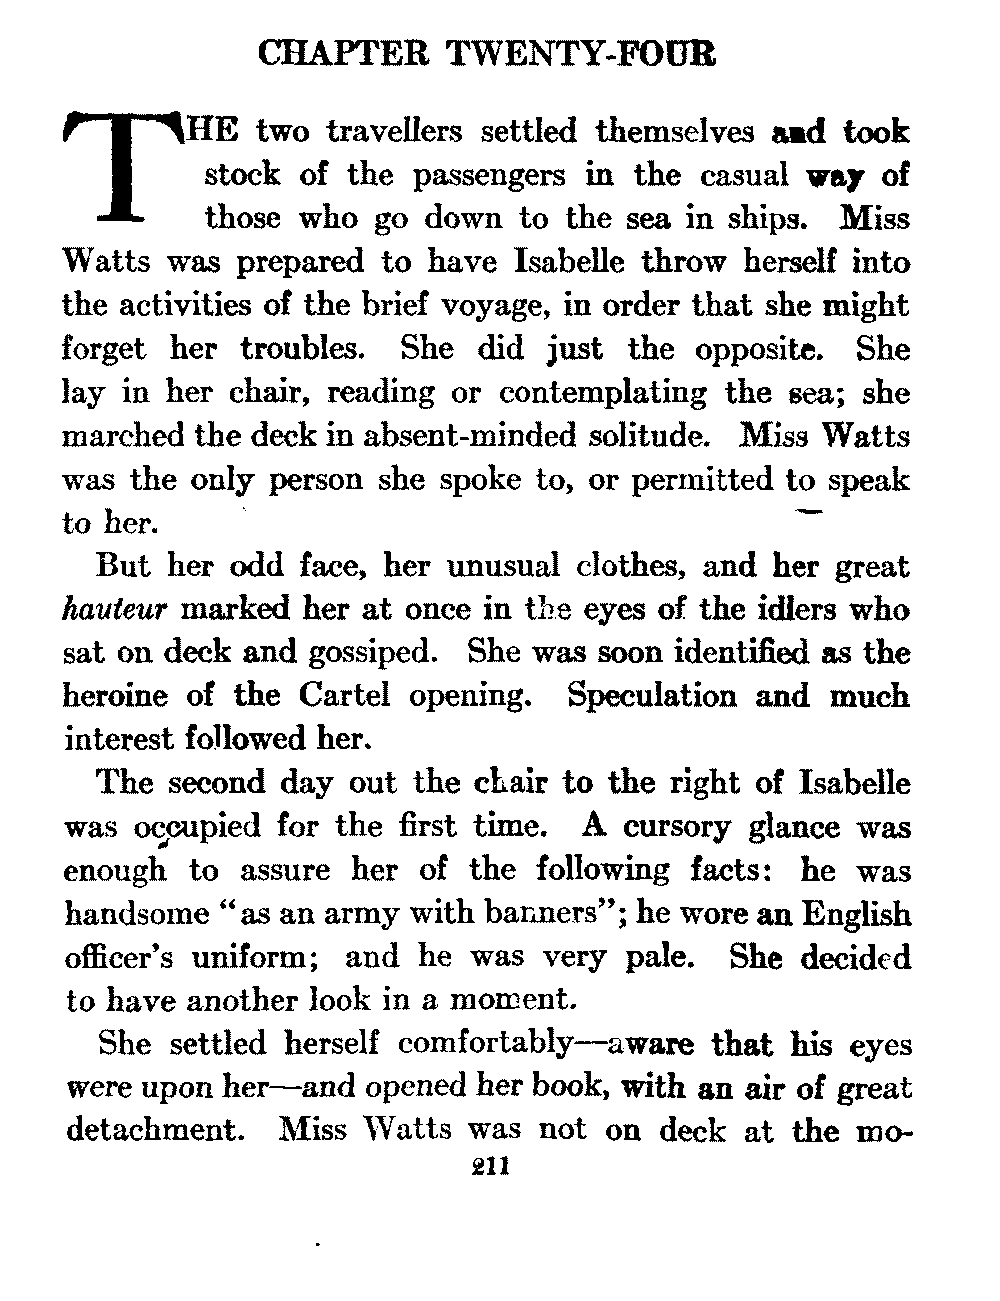 CHAPTER TWENTY-FOUR
THE two travellers settled themselves and took
stock of the passengers in the casual way of
those who go down to the sea in ships. Miss
Watts was prepared to have Isabelle throw herself into
the activities of the brief voyage, in order that she might
forget her troubles. She did just the opposite. She
lay in her chair, reading or contemplating the sea; she
marched the deck in absent-minded solitude. Miss Watts
was the only person she spoke to, or permitted to speak
to her.
But her odd face, her unusual clothes, and her great
hauteur marked her at once in the eyes of the idlers who
sat on deck and gossiped. She was soon identified as the
heroine of the Cartel opening. Speculation and much
interest followed her.
The second day out the chair to the right of Isabelle
was occupied for the first time. A cursory glance was
enough to assure her of the following facts: he was
handsome "as an army with banners"; he wore an English
officer's uniform; and he was very pale. She decided
to have another look in a moment.
She settled herself comfortably—aware that his eyes
were upon her—and opened her book, with an air of great
detachment. Miss Watts was not on deck at the mo-
211